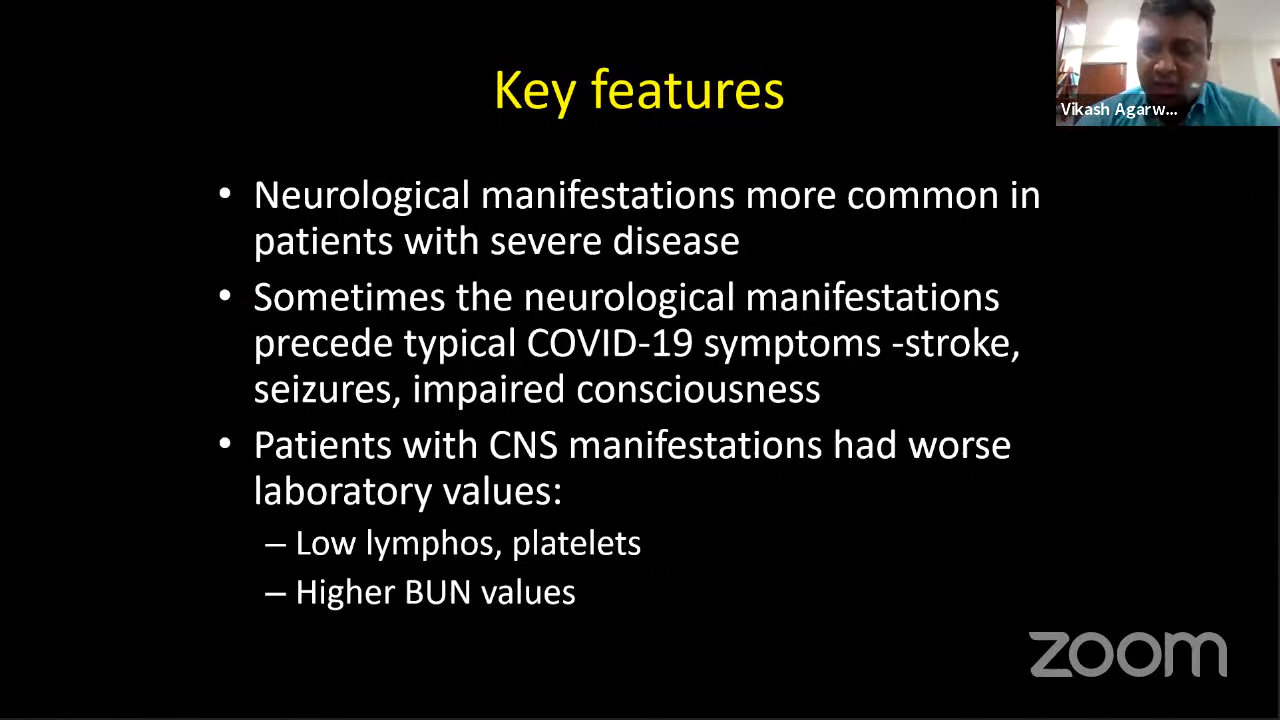 Key features
Vikash Agarw...
• Neurological manifestations more common in
patients with severe disease
• Sometimes the neurological manifestations
precede typical COVID-19 symptoms -stroke,
seizures, impaired consciousness
• Patients with CNS manifestations had worse
laboratory values:
– Low lymphos, platelets
– Higher BUN values
zoom